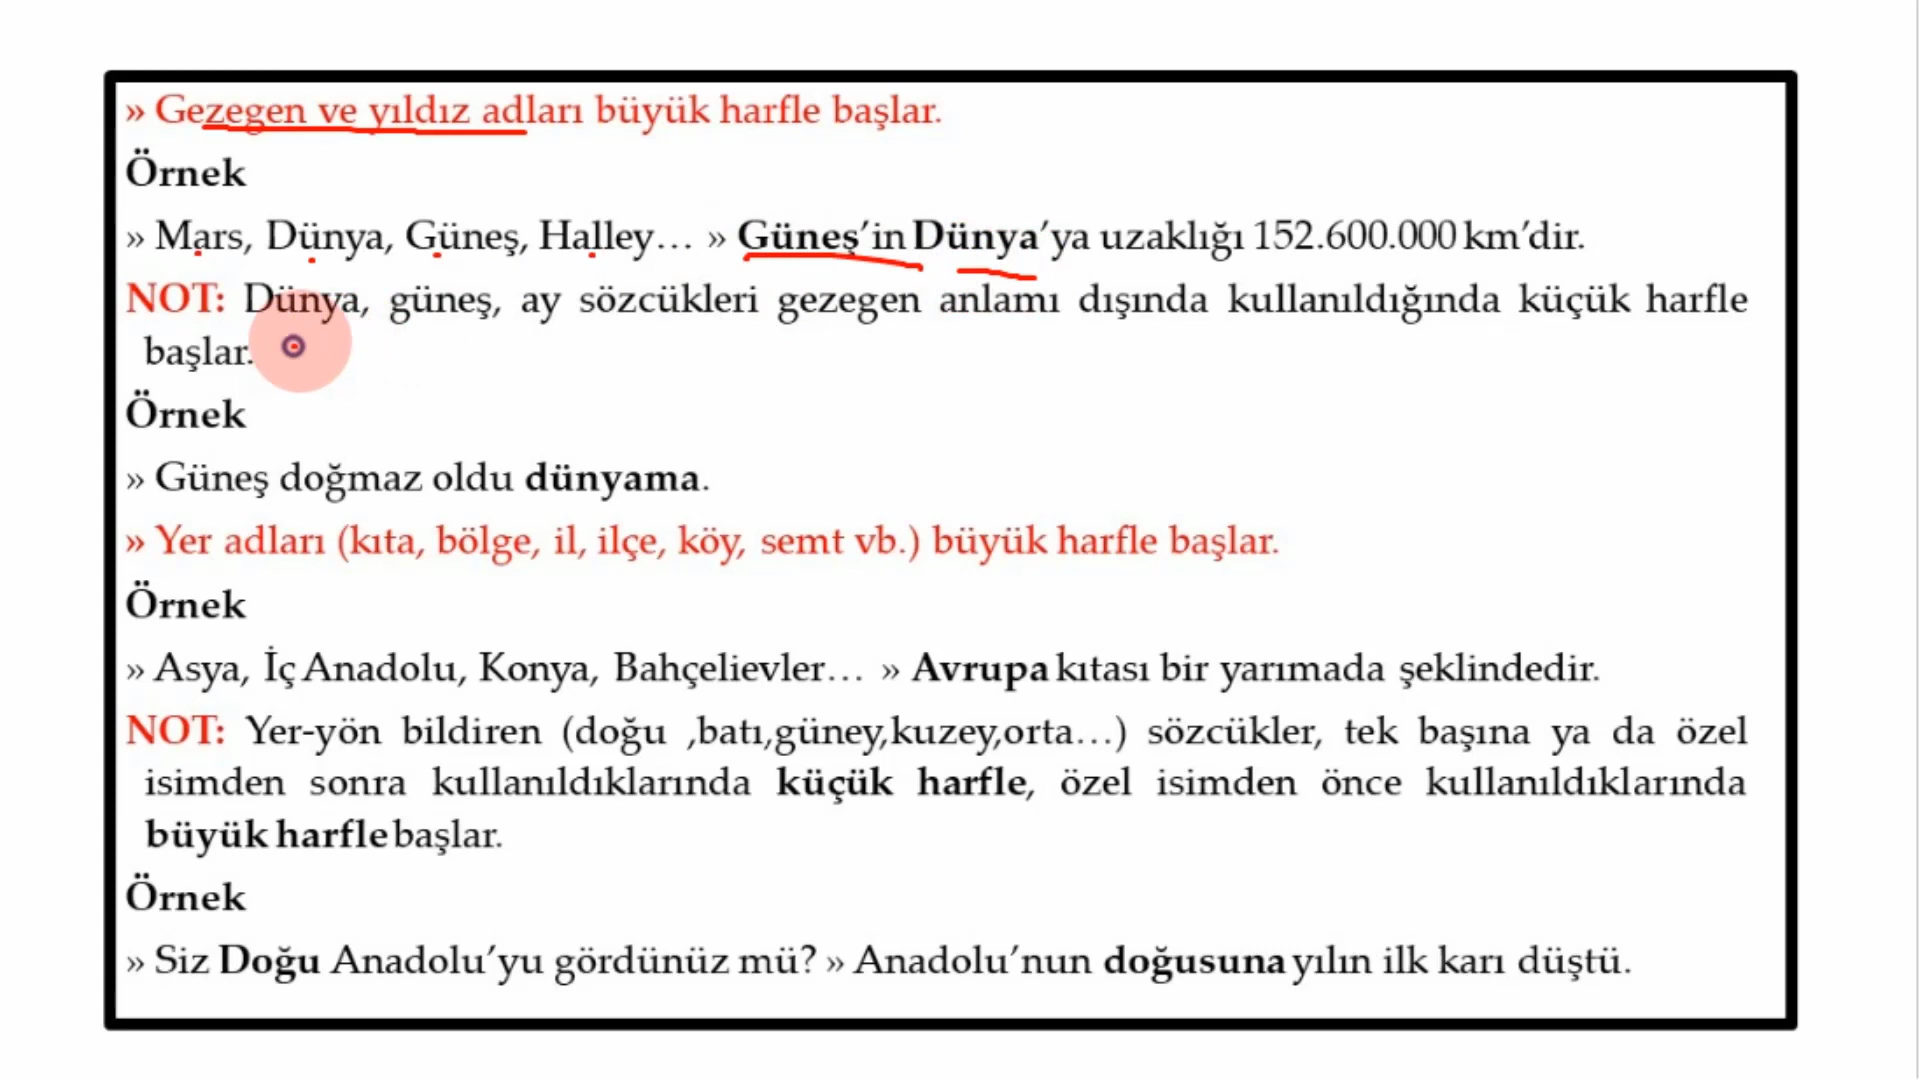 » Gezegen ve yıldız adları büyük harfle başlar.
Örnek
» Mars, Dünya, Güneş, Halley… » Güneş’in Dünya’ya uzaklığı 152.600.000 km’dir.
NOT: Dünya, güneş, ay sözcükleri gezegen anlamı dışında kullanıldığında küçük harfle
başlar.
Örnek
» Güneş doğmaz oldu dünyama.
» Yer adları (kıta, bölge, il, ilçe, köy, semt vb.) büyük harfle başlar.
Örnek
» Asya, İç Anadolu, Konya, Bahçelievler… » Avrupa kıtası bir yarımada şeklindedir.
NOT: Yer-yön bildiren (doğu ,batı,güney,kuzey,orta…) sözcükler, tek başına ya da özel
isimden sonra kullanıldıklarında küçük harfle, özel isimden önce kullanıldıklarında
büyük harfle başlar.
Örnek
» Siz Doğu Anadolu’yu gördünüz mü? » Anadolu’nun doğusuna yılın ilk karı düştü.